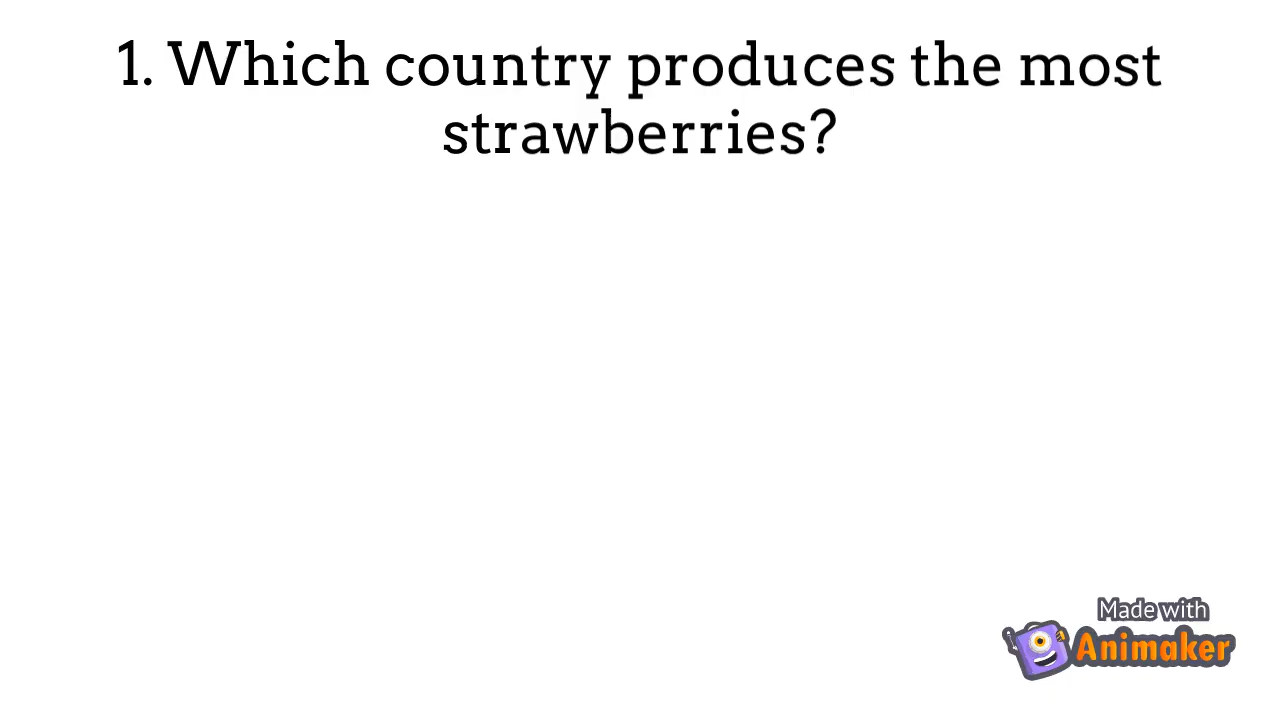 1. Which country produces the most
strawberries?
Made with
Animaker